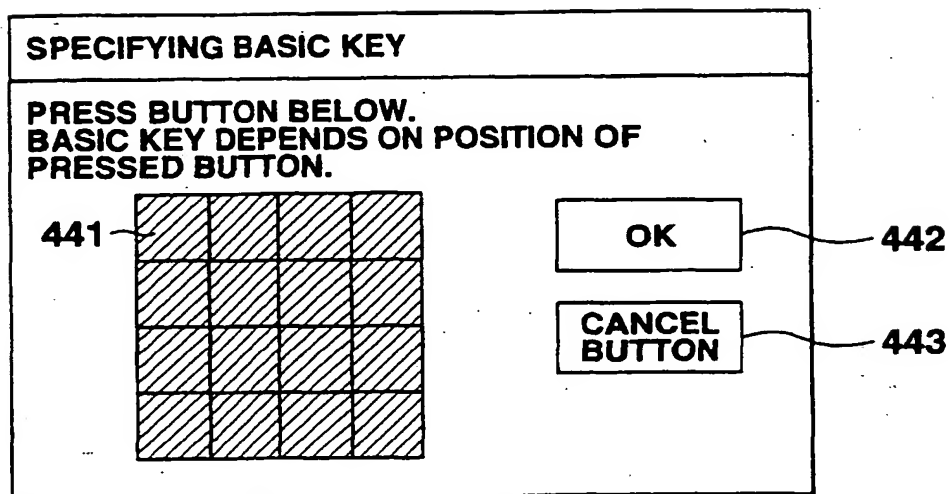 SPECIFYING BASIC KEY
PRESS BUTTON BELOW.
BASIC KEY DEPENDS ON POSITION OF
PRESSED BUTTON.
441
OK
442
CANCEL
BUTTON
443